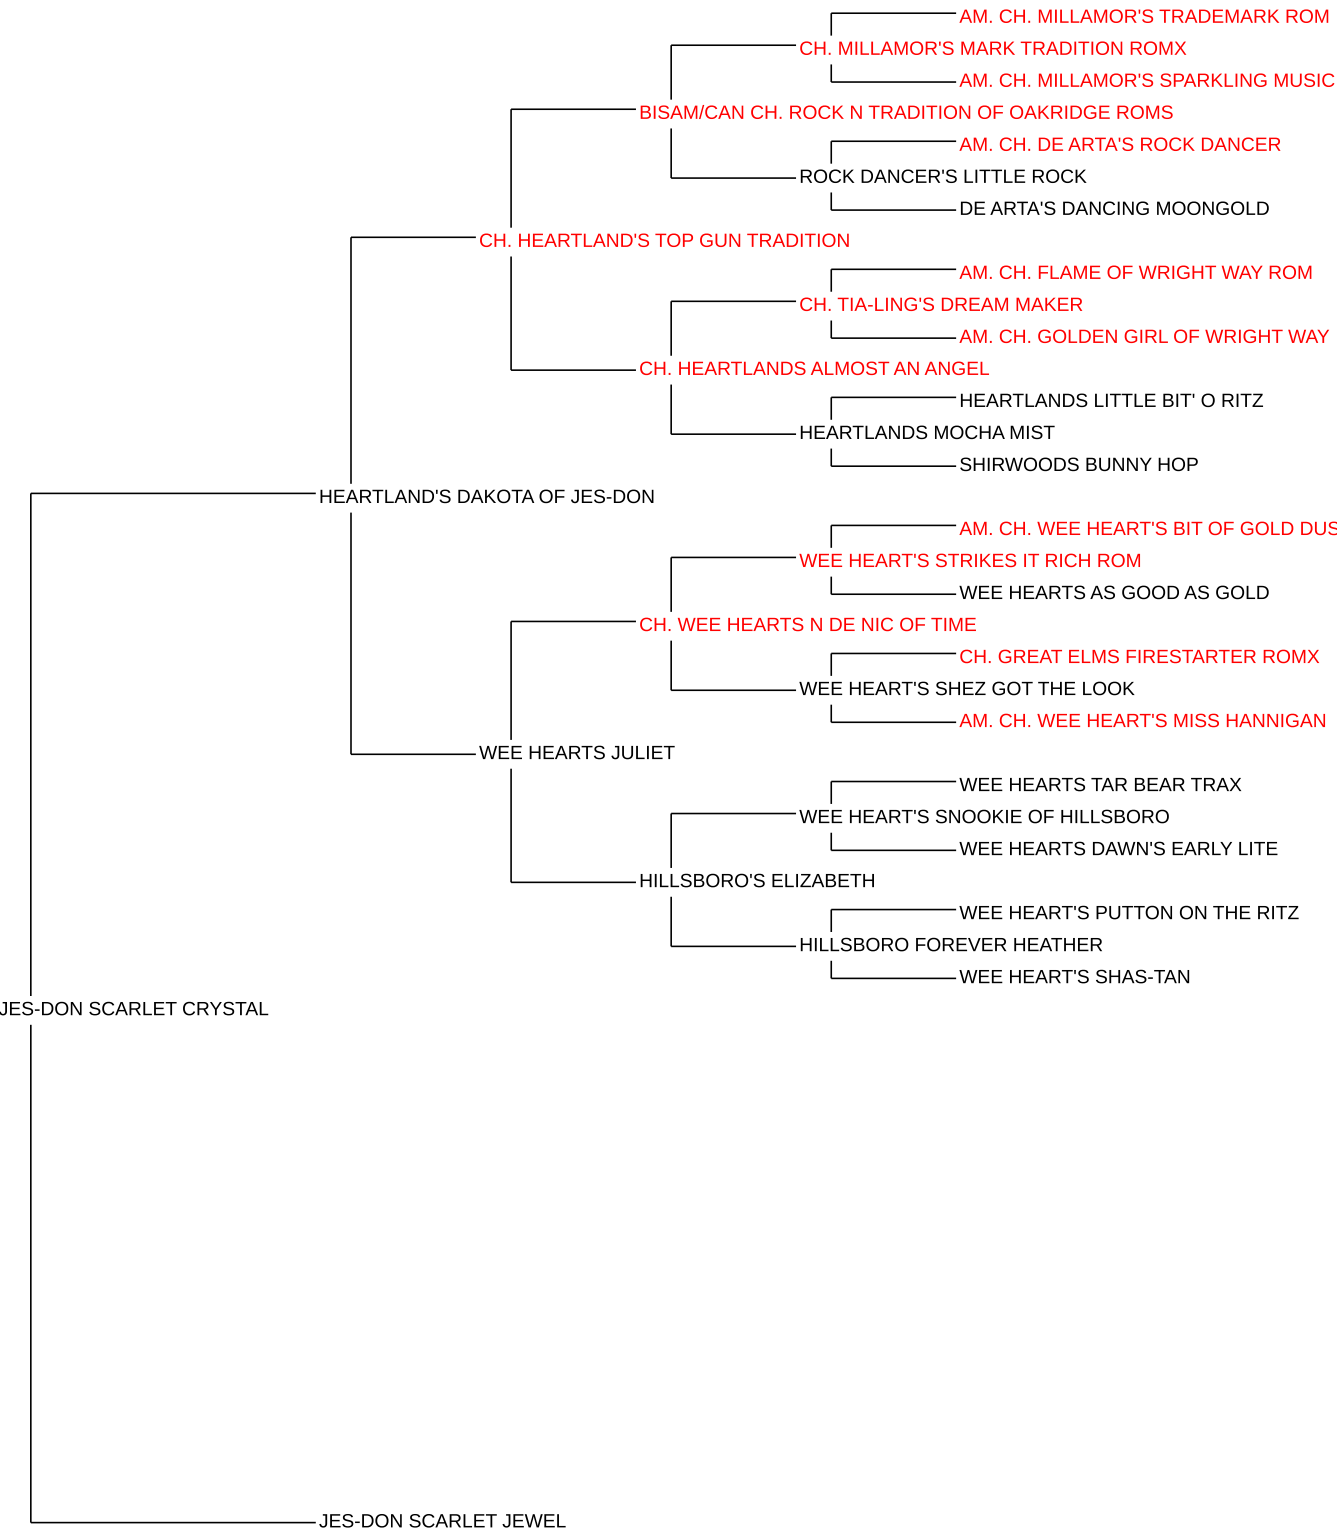 AM. CH. MILLAMOR'S TRADEMARK ROM
CH. MILLAMOR'S MARK TRADITION ROMX
AM. CH. MILLAMOR'S SPARKLING MUSIC
BISAM/CAN CH. ROCK N TRADITION OF OAKRIDGE ROMS
AM. CH. DE ARTA'S ROCK DANCER
ROCK DANCER'S LITTLE ROCK
DE ARTA'S DANCING MOONGOLD
CH. HEARTLAND'S TOP GUN TRADITION
AM. CH. FLAME OF WRIGHT WAY ROM
CH. TIA-LING'S DREAM MAKER
AM. CH. GOLDEN GIRL OF WRIGHT WAY
CH. HEARTLANDS ALMOST AN ANGEL
HEARTLANDS LITTLE BIT' O RITZ
HEARTLANDS MOCHA MIST
SHIRWOODS BUNNY HOP
HEARTLAND'S DAKOTA OF JES-DON
AM. CH. WEE HEART'S BIT OF GOLD DUS
WEE HEART'S STRIKES IT RICH ROM
WEE HEARTS AS GOOD AS GOLD
CH. WEE HEARTS N DE NIC OF TIME
CH. GREAT ELMS FIRESTARTER ROMX
WEE HEART'S SHEZ GOT THE LOOK
AM. CH. WEE HEART'S MISS HANNIGAN
WEE HEARTS JULIET
WEE HEARTS TAR BEAR TRAX
WEE HEART'S SNOOKIE OF HILLSBORO
WEE HEARTS DAWN'S EARLY LITE
HILLSBORO'S ELIZABETH
WEE HEART'S PUTTON ON THE RITZ
HILLSBORO FOREVER HEATHER
WEE HEART'S SHAS-TAN
JES-DON SCARLET CRYSTAL
JES-DON SCARLET JEWEL